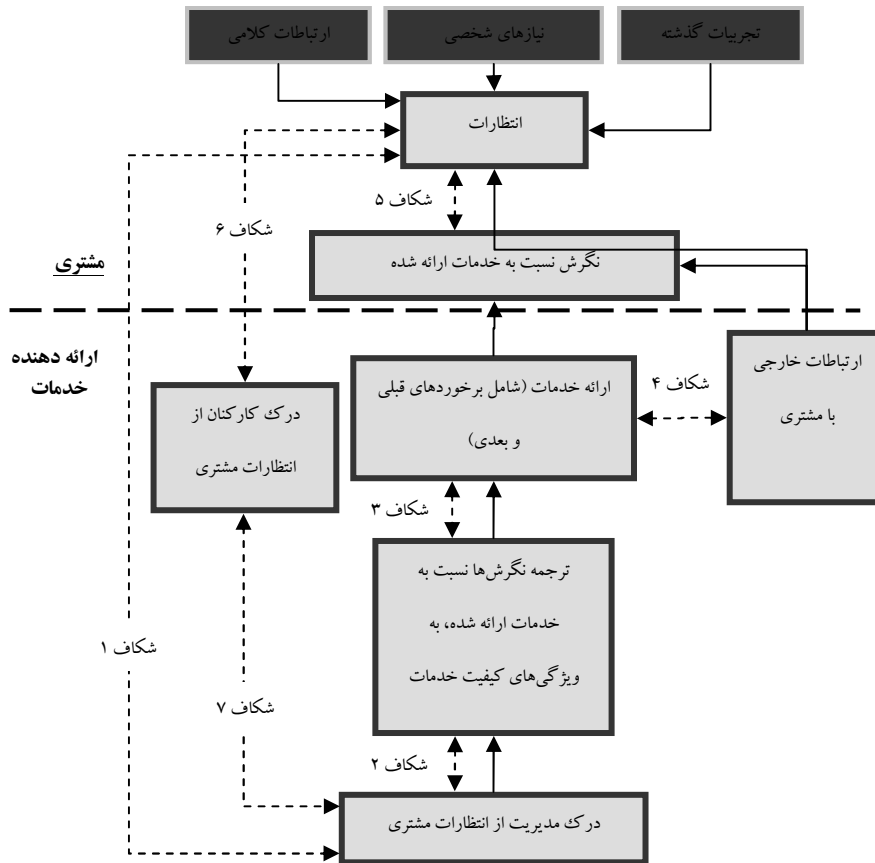 تجربیات گذشته
نیازهای شخصی
ارتباطات کلامی
انتظارات
شکاف ۵
شکاف ۶
نگرش نسبت به خدمات ارائه شده
مشتری
ارائه دهنده
خدمات
ارتباطات خارجی
با مشتری
شکاف ۴
ارائه خدمات (شامل برخوردهای قبلی
و بعدی)
درک کارکنان از
انتظارات مشتری
شکاف ۳
ترجمه نگرش‌ها نسبت به
خدمات ارائه شده، به
ویژگی‌های کیفیت خدمات
شکاف ۱
شکاف ۷
شکاف ۲
درک مدیریت از انتظارات مشتری